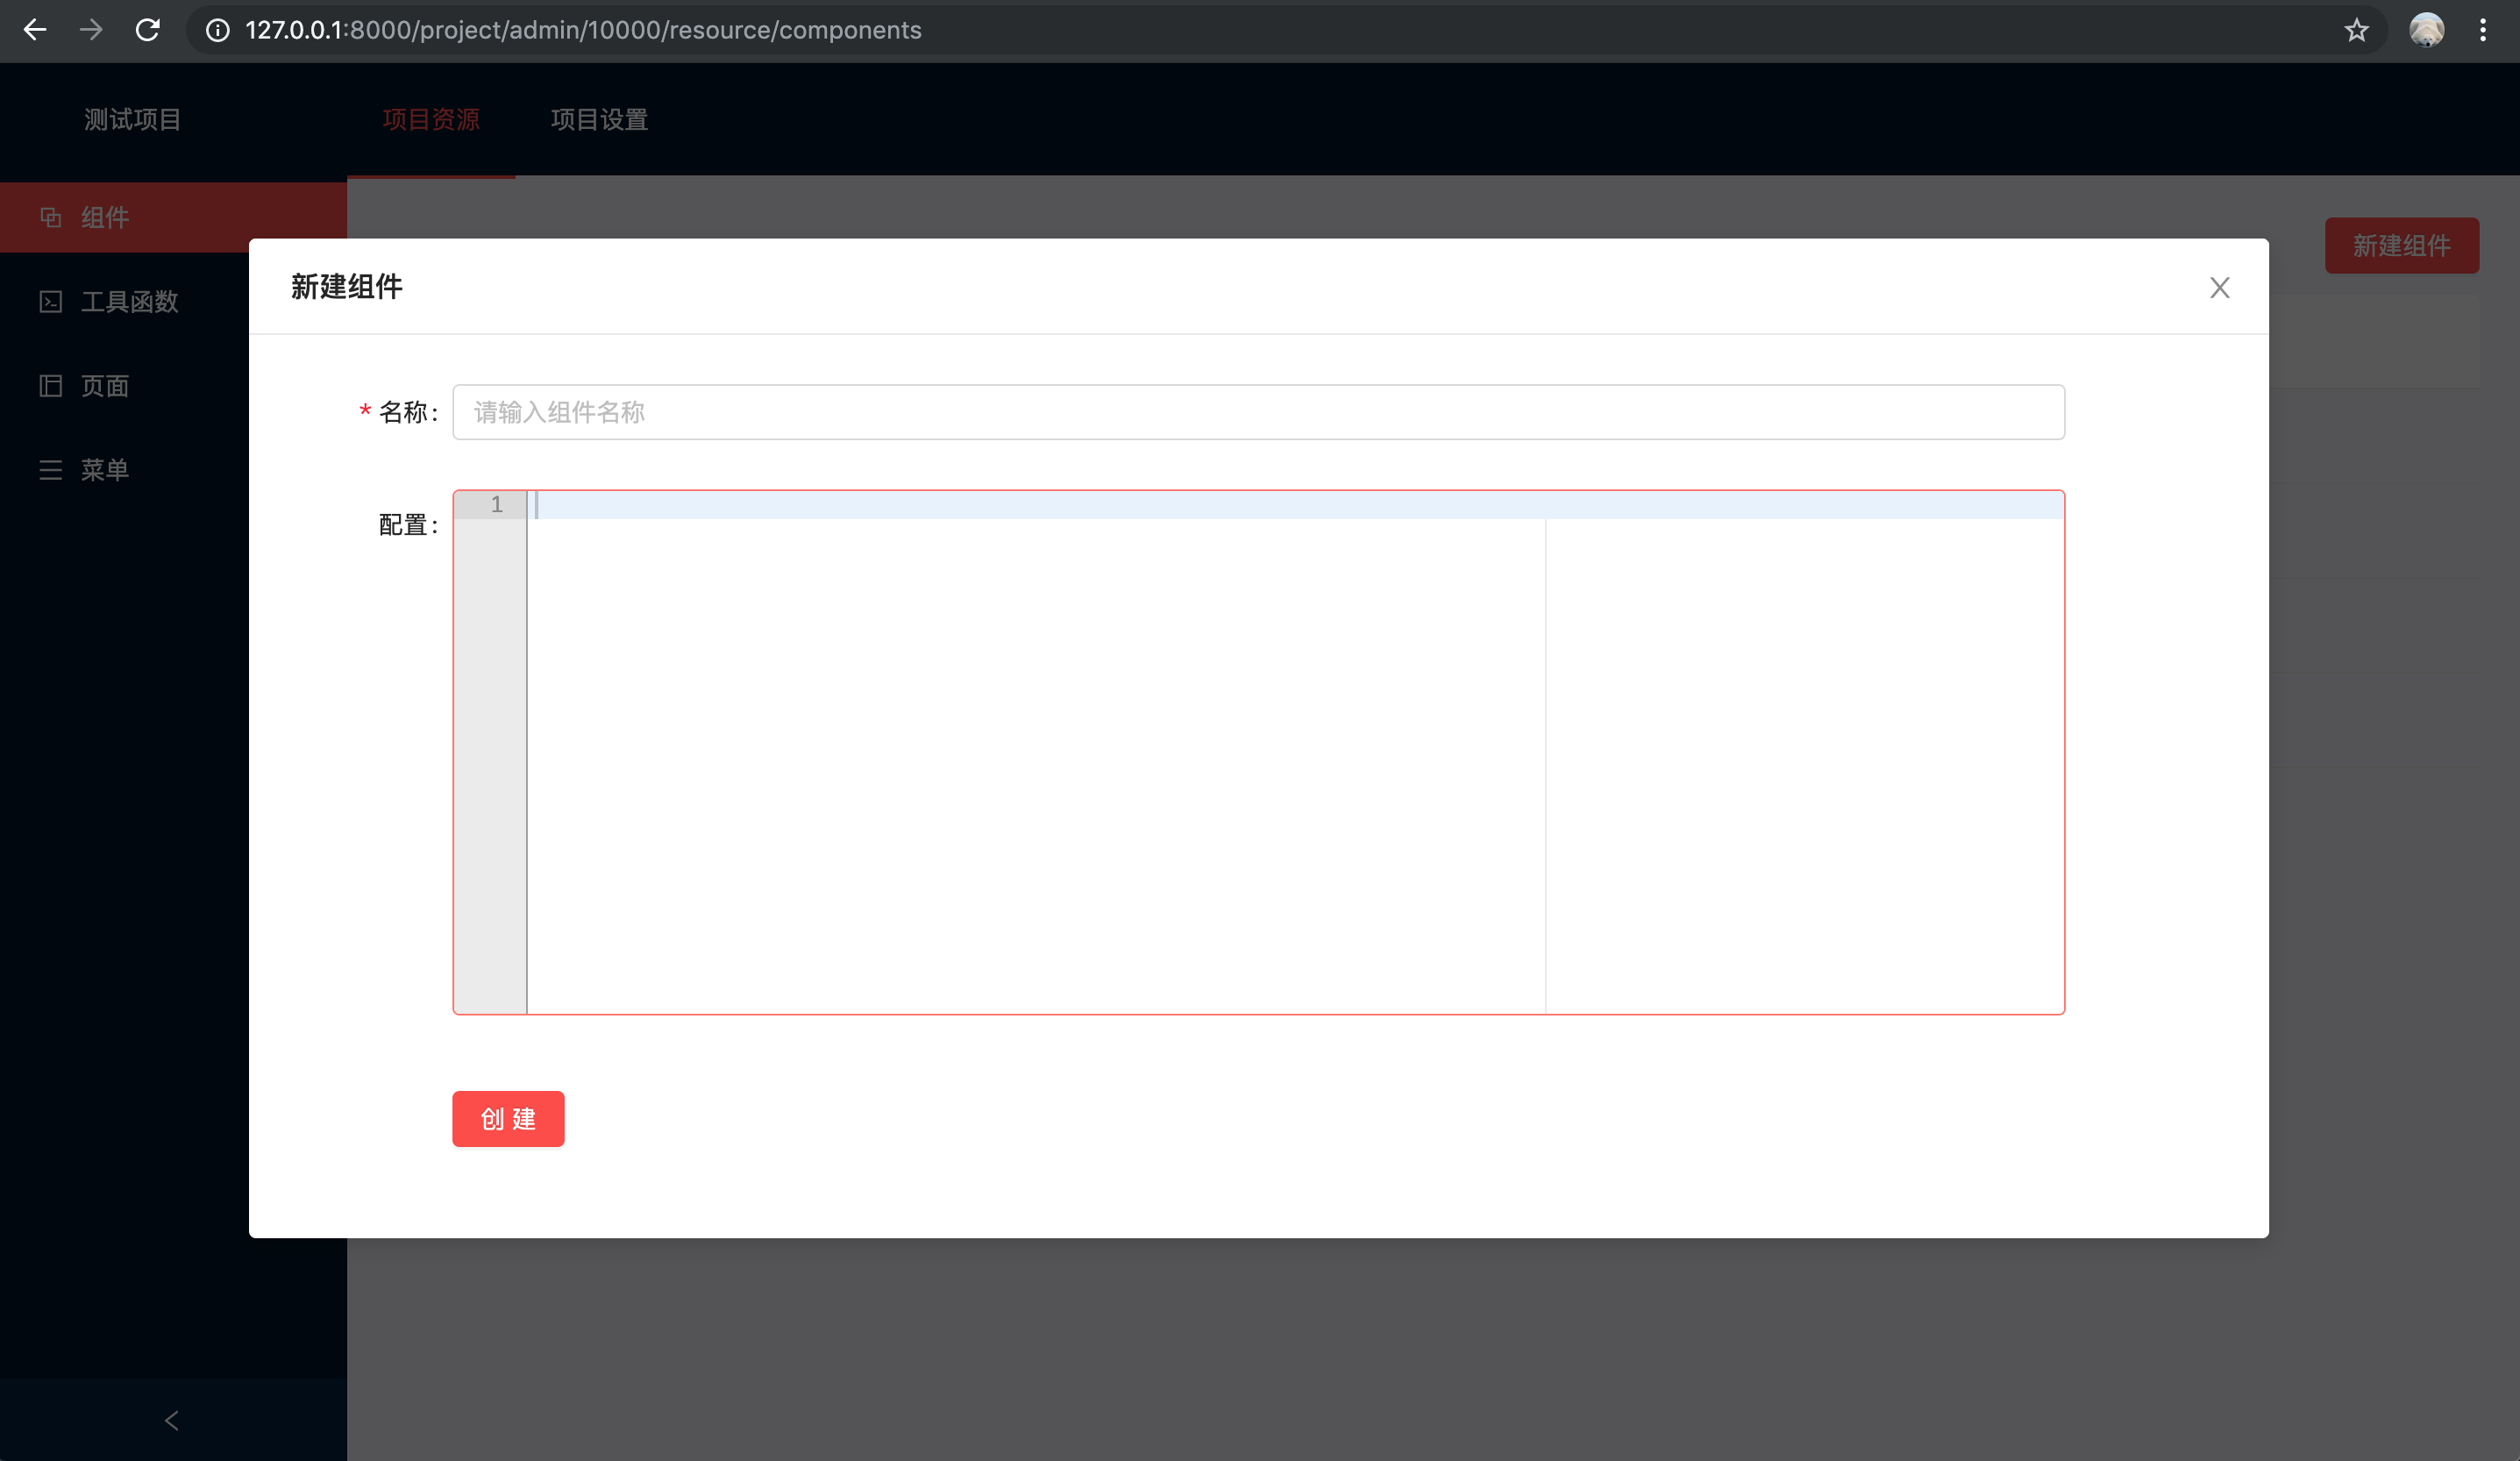 127.0.0.1:8000/project/admin/10000/resource/components
测试项目
项目资源
项目设置
组件
工具函数
页面
菜单
新建组件
新建组件
* 名称:
请输入组件名称
配置:
1
创 建